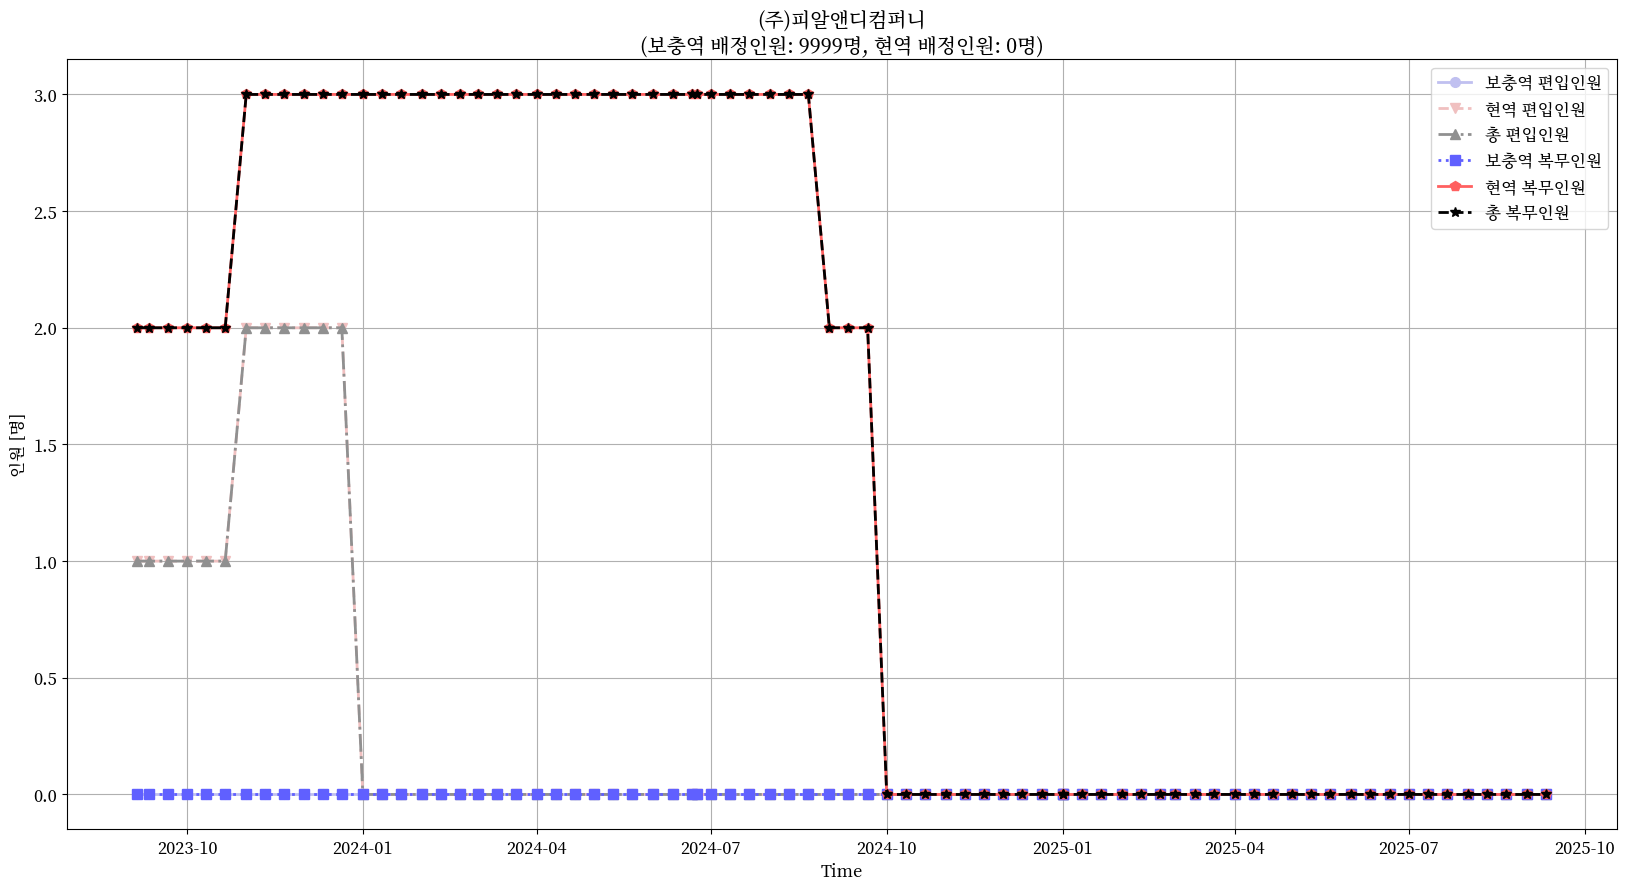 (주)피알앤디컴퍼니
(보충역 배정인원: 9999명, 현역 배정인원: 0명)
인원 [명]
3.0
2.5
2.0
1.5
1.0
0.5
0.0
보충역 편입인원
현역 편입인원
총 편입인원
보충역 복무인원
현역 복무인원
총 복무인원
2023-10
2024-01
2024-04
2024-07
2024-10
2025-01
2025-04
2025-07
2025-10
Time